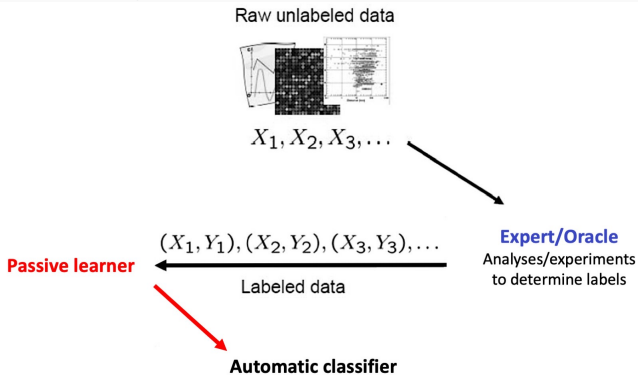 Raw unlabeled data
X₁, X₂, X₃, . . .
(X₁, Y₁), (X₂, Y₂), (X₃, Y₃), . . .
Expert/Oracle
Analyses/experiments
to determine labels
Passive learner
Labeled data
Automatic classifier